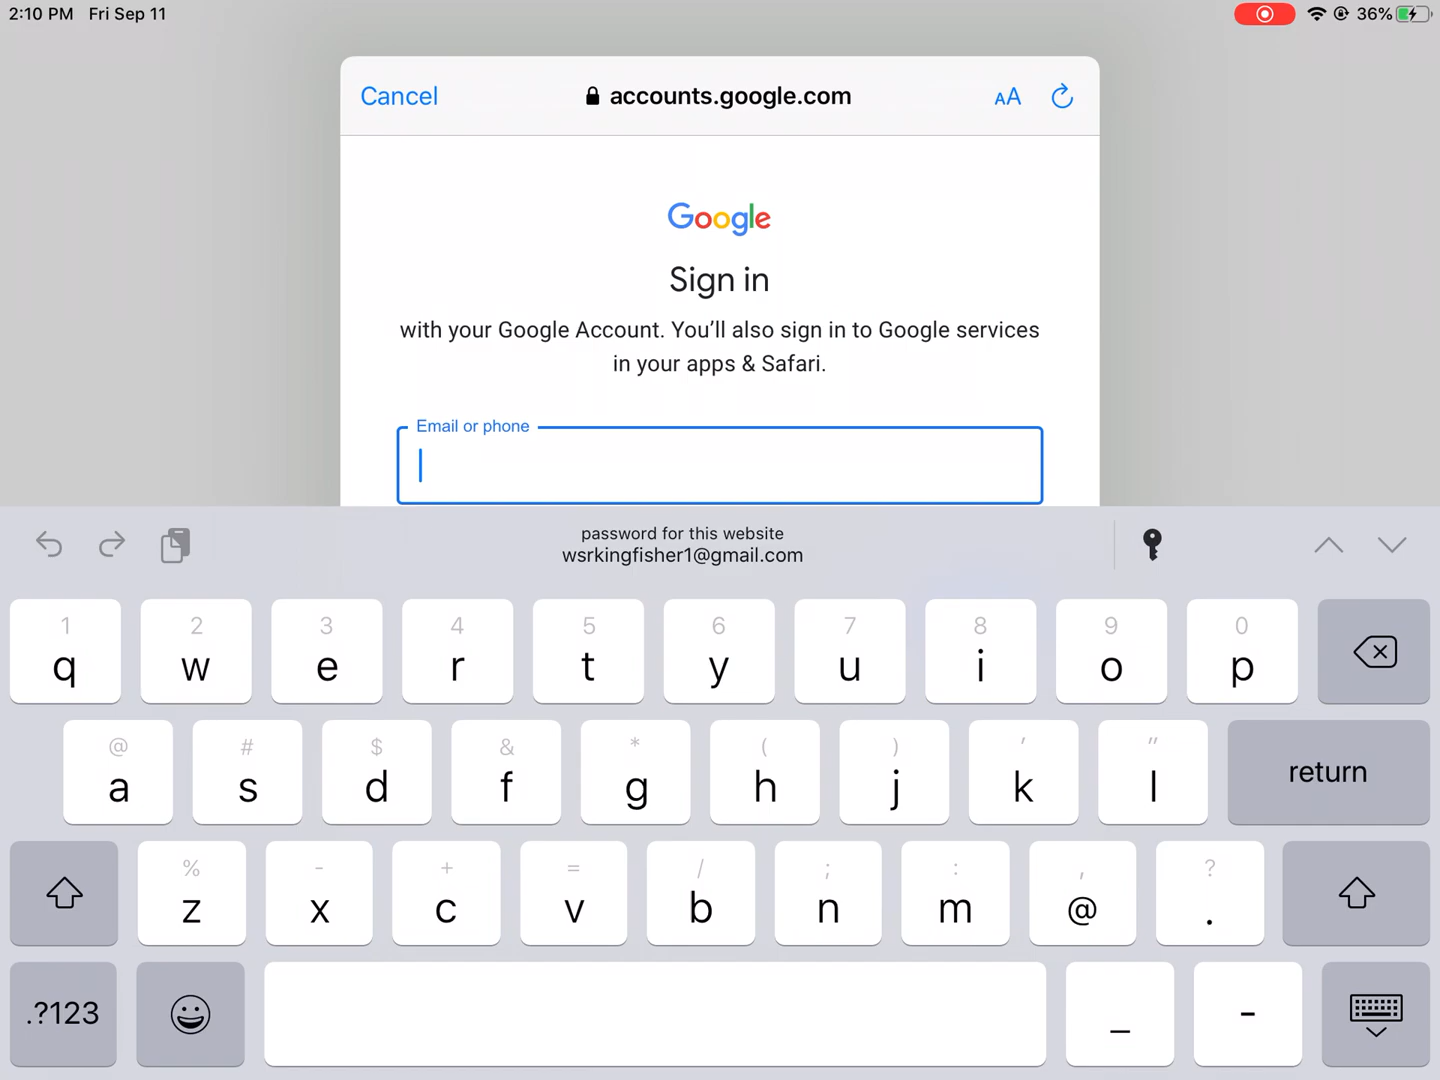 2:10 PM Fri Sep 11
36%
Cancel
accounts.google.com
AA
Google
Sign in
with your Google Account. You’ll also sign in to Google services
in your apps & Safari.
Email or phone
password for this website
wsrkingfisher1@gmail.com
1 2 3 4 5 6 7 8 9 0
q w e r t y u i o p
@ # $ & * ( ) ' "
a s d f g h j k l return
% - + = / ; : , ?
z x c v b n m @ .
.?123 _ -